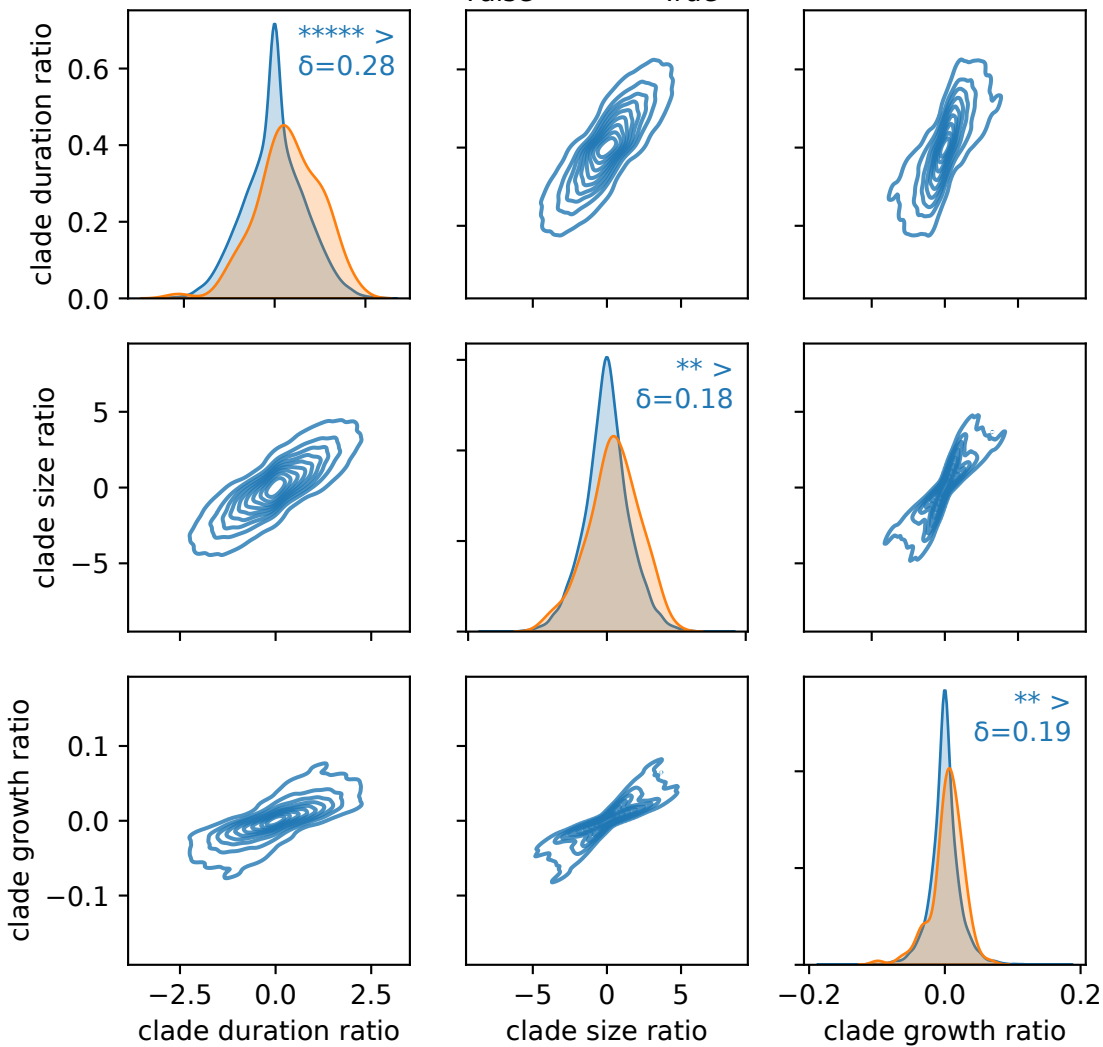 clade duration ratio
0.6
0.4
0.2
0.0
***** >
δ=0.28
clade size ratio
5
0
−5
** >
δ=0.18
clade growth ratio
0.1
0.0
−0.1
** >
δ=0.19
−2.5 0.0 2.5
−5 0 5
−0.2 0.0 0.2
clade duration ratio
clade size ratio
clade growth ratio